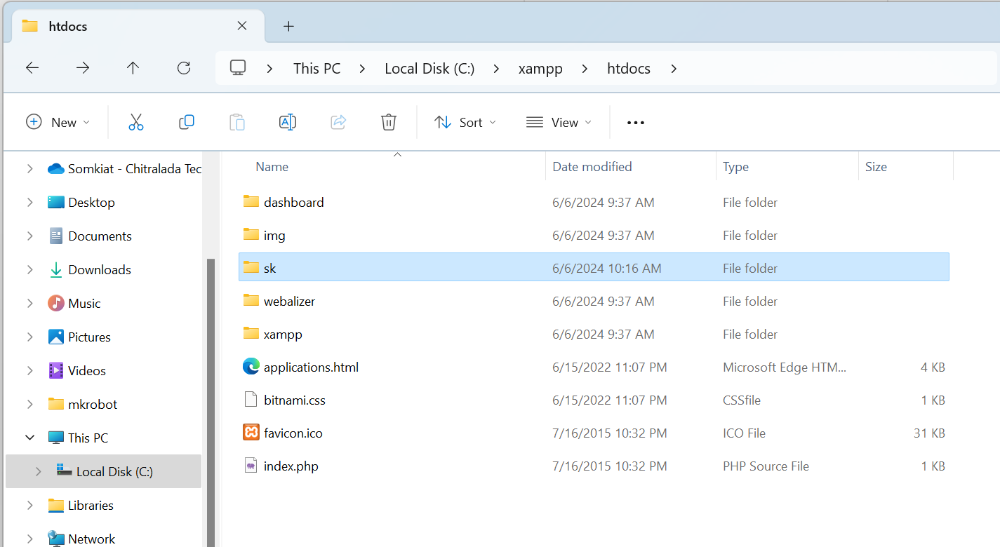 htdocs
This PC Local Disk (C:) xampp htdocs
New Sort View
Somkiat - Chitralada Tec
Desktop
Documents
Downloads
Music
Pictures
Videos
mkrobot
This PC
Local Disk (C:)
Libraries
Network
Name Date modified Type Size
dashboard 6/6/2024 9:37 AM File folder
img 6/6/2024 9:37 AM File folder
sk 6/6/2024 10:16 AM File folder
webalizer 6/6/2024 9:37 AM File folder
xampp 6/6/2024 9:37 AM File folder
applications.html 6/15/2022 11:07 PM Microsoft Edge HTM... 4 KB
bitnami.css 6/15/2022 11:07 PM CSSfile 1 KB
favicon.ico 7/16/2015 10:32 PM ICO File 31 KB
index.php 7/16/2015 10:32 PM PHP Source File 1 KB